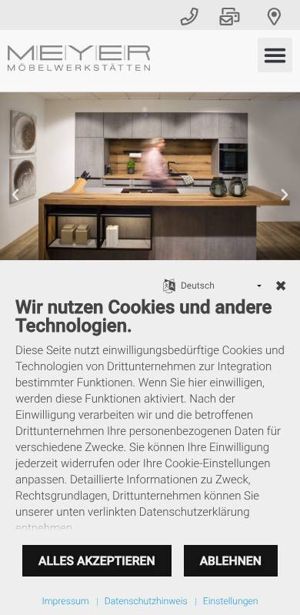 MEYER
MÖBELWERKSTÄTTEN
Deutsch
Wir nutzen Cookies und andere
Technologien.
Diese Seite nutzt einwilligungsbedürftige Cookies und
Technologien von Drittunternehmen zur Integration
bestimmter Funktionen. Wenn Sie hier einwilligen,
werden diese Funktionen aktiviert. Nach der
Einwilligung verarbeiten wir und die betroffenen
Drittunternehmen Ihre personenbezogenen Daten für
verschiedene Zwecke. Sie können Ihre Einwilligung
jederzeit widerrufen oder Ihre Cookie-Einstellungen
anpassen. Detaillierte Informationen zu Zweck,
Rechtsgrundlagen, Drittunternehmen können Sie
unserer unten verlinkten Datenschutzerklärung
entnehmen.
ALLES AKZEPTIEREN
ABLEHNEN
Impressum | Datenschutzhinweis | Einstellungen